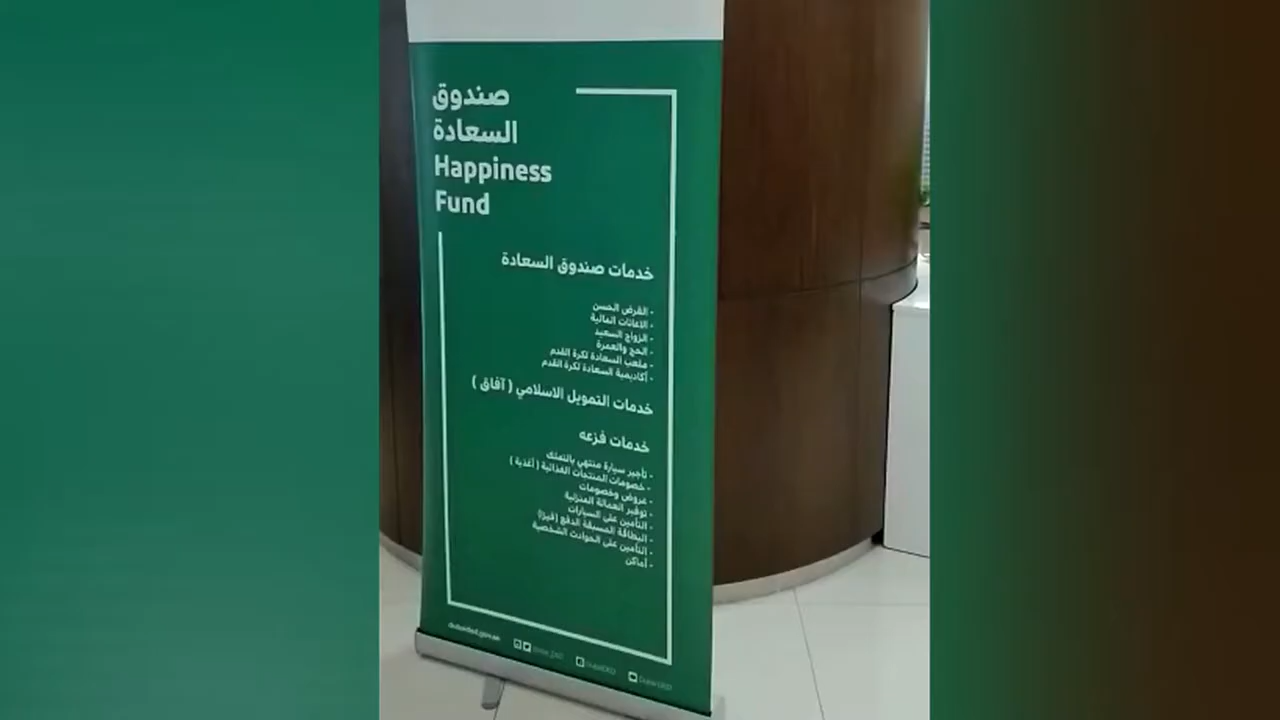 صندوق
السعادة
Happiness
Fund
خدمات صندوق السعادة
- القرض الحسن
- الاعانات المالية
- الزواج السعيد
- الحج والعمرة
- ملعب السعادة لكرة القدم
- أكاديمية السعادة لكرة القدم
خدمات التمويل الاسلامي ( آفاق )
خدمات فزعه
- تأجير سيارة منتهي بالتملك
- خصومات المنتجات الغذائية ( أغذية )
- عروض وخصومات
- توفير العمالة المنزلية
- التأمين على السيارات
- البطاقة المسبقة الدفع (فيزا)
- التأمين على الحوادث الشخصية
- أماكن